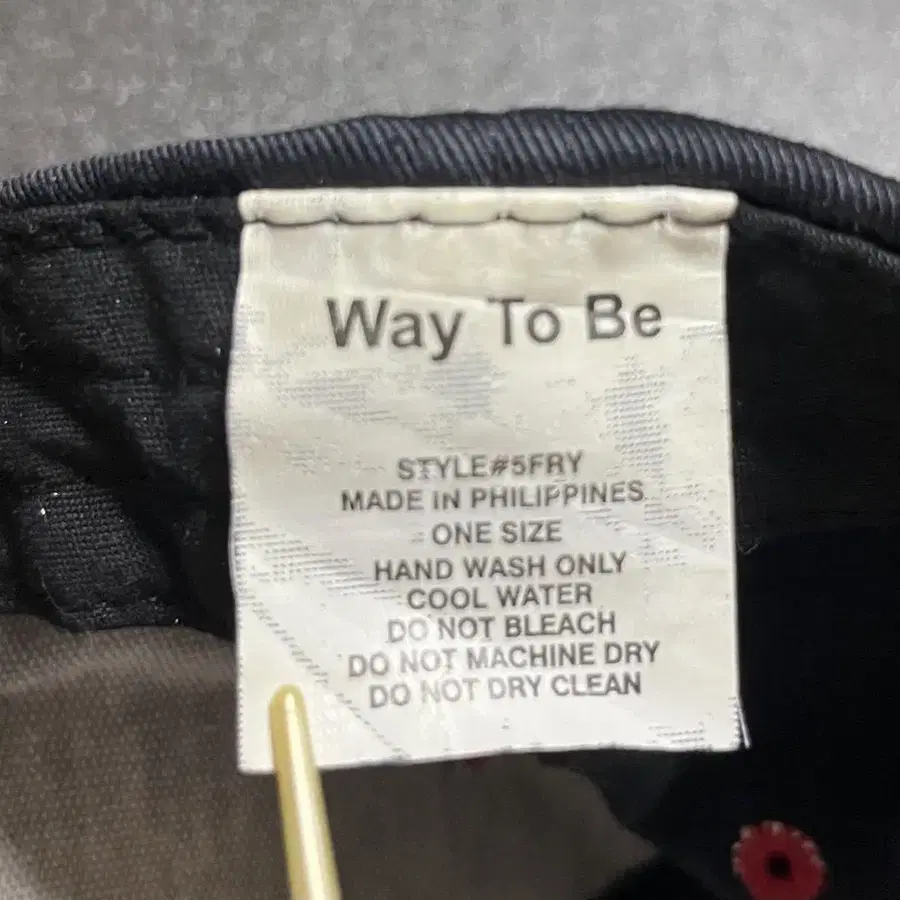 Way To Be
STYLE#5FRY
MADE IN PHILIPPINES
ONE SIZE
HAND WASH ONLY
COOL WATER
DO NOT BLEACH
DO NOT MACHINE DRY
DO NOT DRY CLEAN